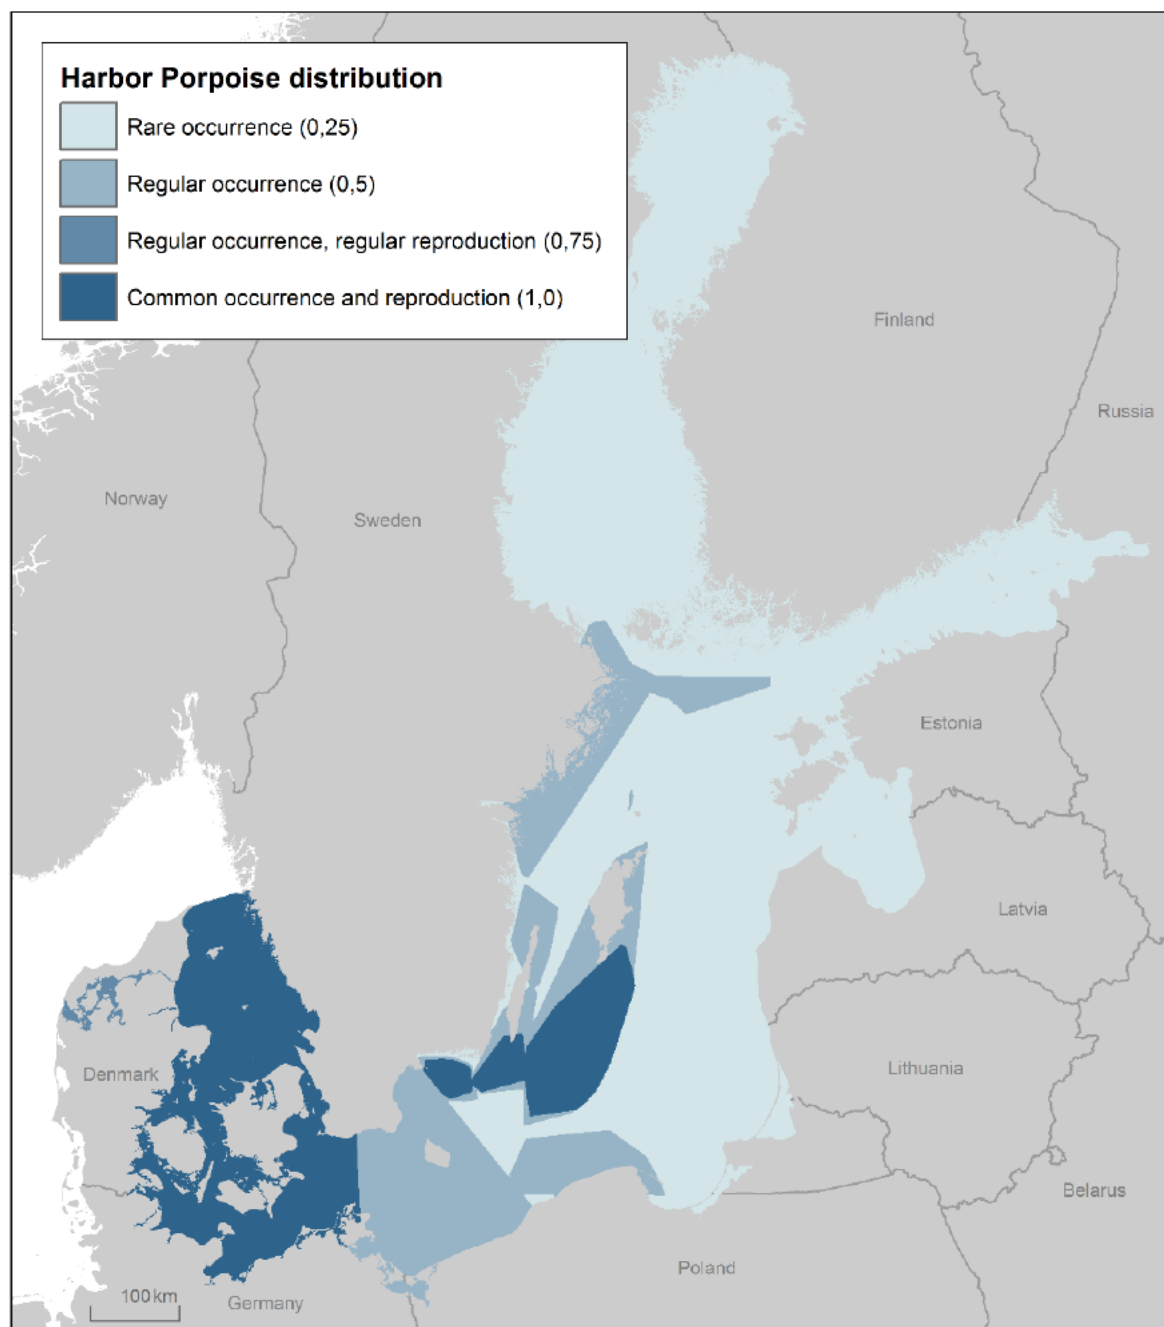 Harbor Porpoise distribution
Rare occurrence (0,25)
Regular occurrence (0,5)
Regular occurrence, regular reproduction (0,75)
Common occurrence and reproduction (1,0)
Finland
Russia
Norway
Sweden
Estonia
Latvia
Denmark
Lithuania
Belarus
Poland
100 km
Germany